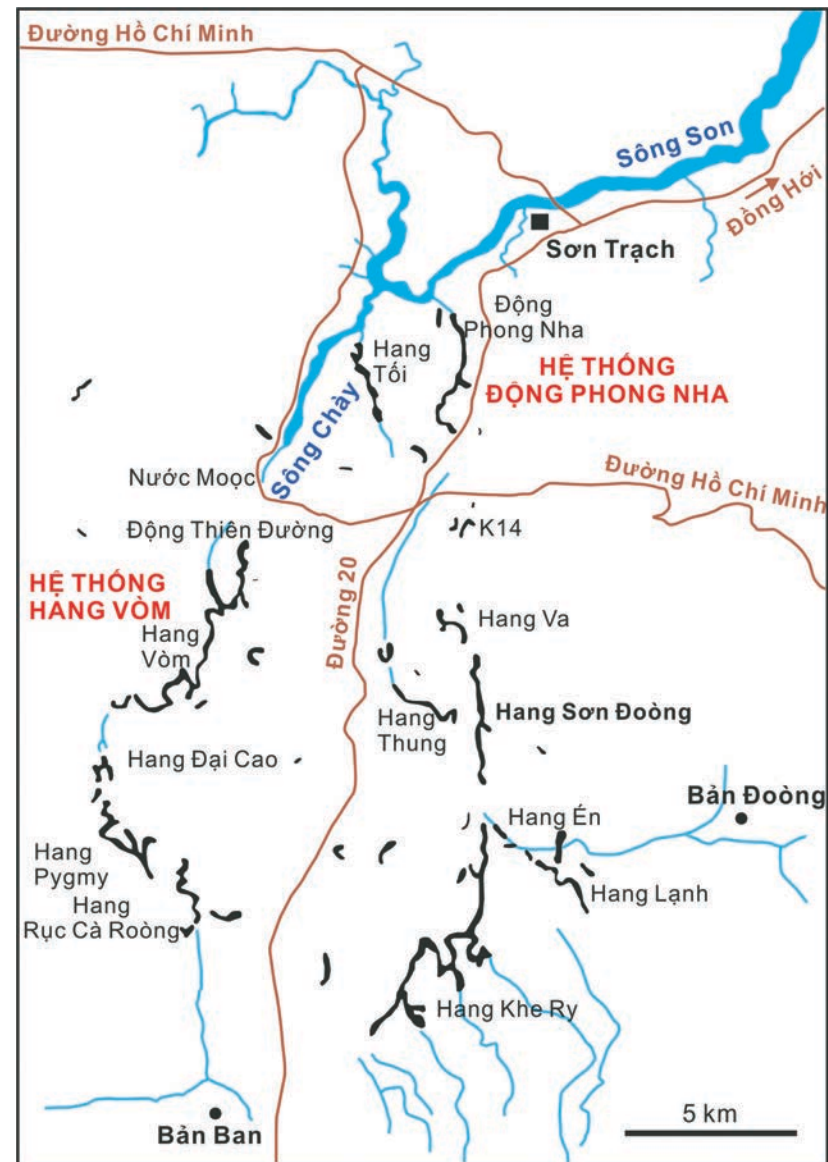 Đường Hồ Chí Minh
Sông Son
Đồng Hới
Sơn Trạch
Động
Phong Nha
Hang
Tối
HỆ THỐNG
ĐỘNG PHONG NHA
Sông Chày
Nước Moọc
Đường Hồ Chí Minh
Động Thiên Đường
K14
HỆ THỐNG
HANG VÒM
Đường 20
Hang Va
Hang
Vòm
Hang Sơn Đoòng
Hang
Thung
Hang Đại Cao
Bản Đoòng
Hang Én
Hang
Pygmy
Hang Lạnh
Hang
Rục Cà Roòng
Hang Khe Ry
5 km
Bản Ban